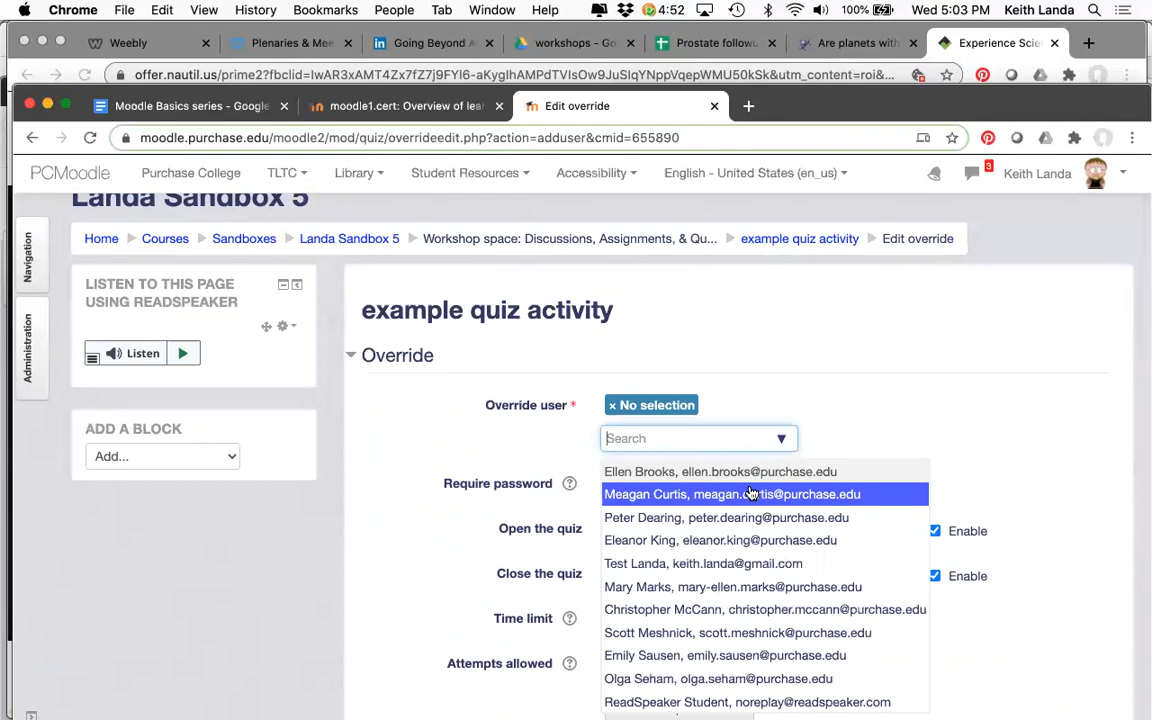 Chrome File Edit View History Bookmarks People Tab Window Help 4:52 100% Wed 5:03 PM Keith Landa
Weebly Plenaries & Mee LinkedIn Going Beyond A workshops - Goo Prostate followu Are planets with Experience Scie
offer.nautil.us/prime2?fbclid=IwAR3xAMT4Zx7fZ7j9FYI6-aKyglhAMPdTVIsOw9JuSIqYNppVqepWMU50kSk&utm_content=roi&...
Moodle Basics series - Google moodle1.cert: Overview of lear Edit override
moodle.purchase.edu/moodle2/mod/quiz/overrideedit.php?action=adduser&cmid=655890
PCMoodle Purchase College TLTC Library Student Resources Accessibility English - United States (en_us) 3 Keith Landa
Landa Sandbox 5
Home Courses Sandboxes Landa Sandbox 5 Workshop space: Discussions, Assignments, & Qu... example quiz activity Edit override
Navigation
Administration
LISTEN TO THIS PAGE
USING READSPEAKER
Listen
ADD A BLOCK
Add...
example quiz activity
Override
Override user * × No selection
Search
Ellen Brooks, ellen.brooks@purchase.edu
Require password
Meagan Curtis, meagan.curtis@purchase.edu
Peter Dearing, peter.dearing@purchase.edu
Open the quiz Enable
Eleanor King, eleanor.king@purchase.edu
Test Landa, keith.landa@gmail.com
Close the quiz Enable
Mary Marks, mary-ellen.marks@purchase.edu
Christopher McCann, christopher.mccann@purchase.edu
Time limit
Scott Meshnick, scott.meshnick@purchase.edu
Emily Sausen, emily.sausen@purchase.edu
Attempts allowed
Olga Seham, olga.seham@purchase.edu
ReadSpeaker Student, noreplay@readspeaker.com